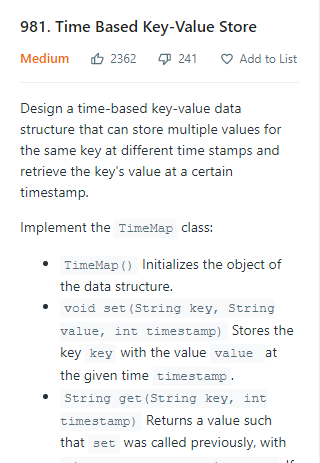 981. Time Based Key-Value Store
Medium 2362 241 Add to List
Design a time-based key-value data
structure that can store multiple values for
the same key at different time stamps and
retrieve the key's value at a certain
timestamp.
Implement the TimeMap class:
• TimeMap() Initializes the object of
the data structure.
• void set(String key, String
value, int timestamp) Stores the
key key with the value value at
the given time timestamp.
• String get(String key, int
timestamp) Returns a value such
that set was called previously, with